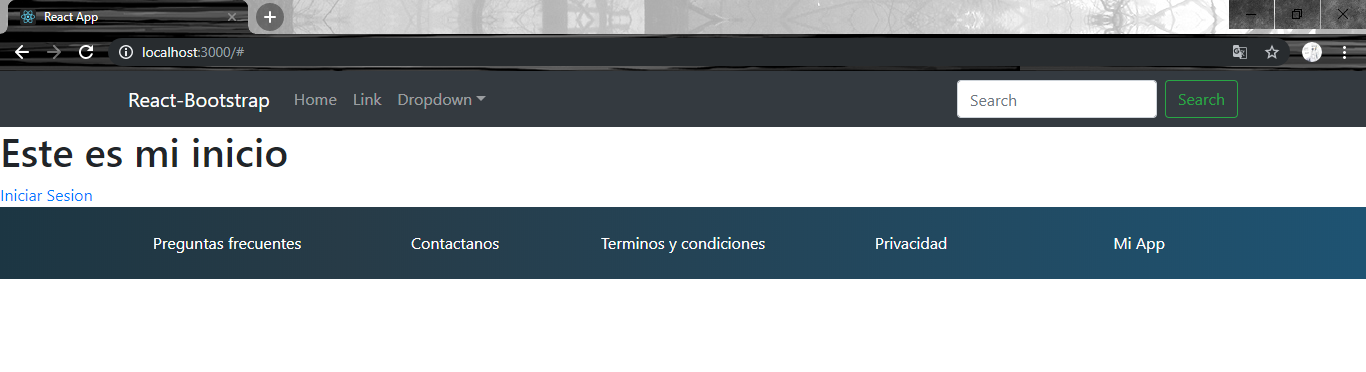 React App
localhost:3000/#
React-Bootstrap Home Link Dropdown Search Search
Este es mi inicio
Iniciar Sesion
Preguntas frecuentes Contactanos Terminos y condiciones Privacidad Mi App